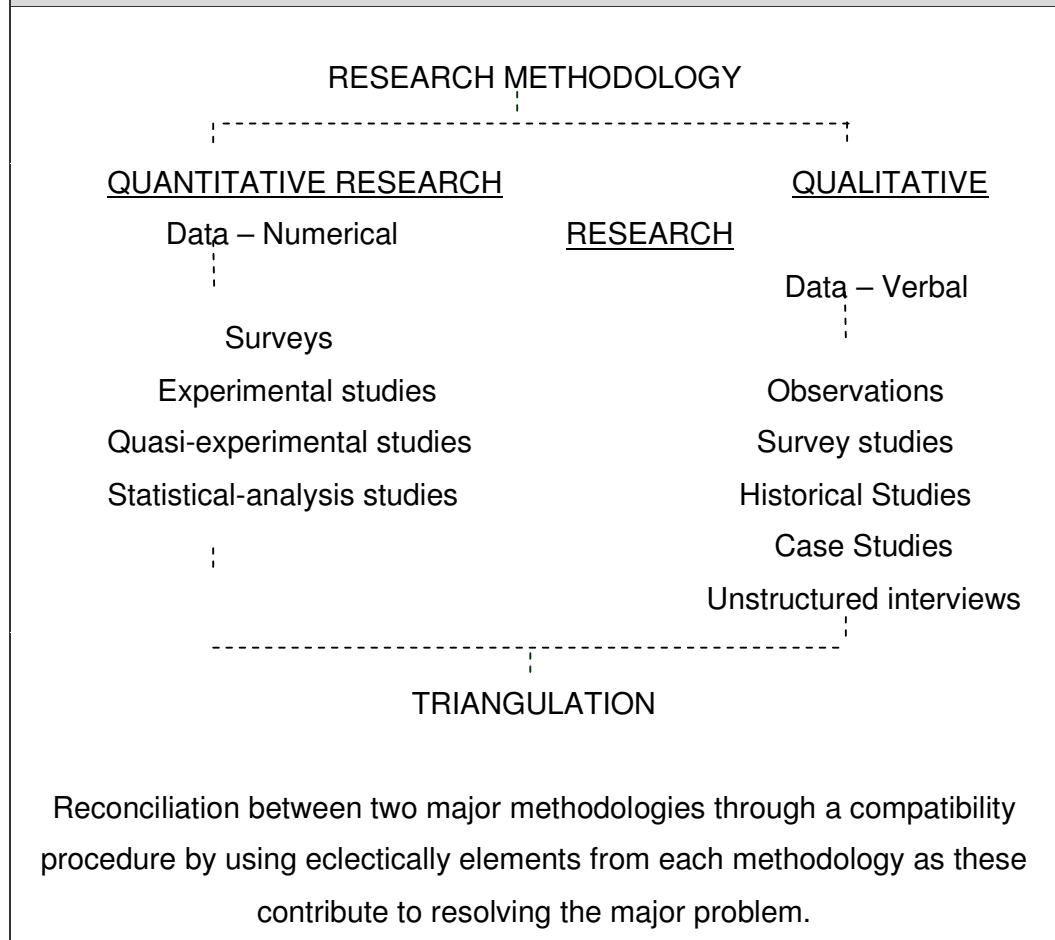 RESEARCH METHODOLOGY
QUANTITATIVE RESEARCH QUALITATIVE
Data – Numerical RESEARCH
Data – Verbal
Surveys
Experimental studies Observations
Quasi-experimental studies Survey studies
Statistical-analysis studies Historical Studies
Case Studies
Unstructured interviews
TRIANGULATION
Reconciliation between two major methodologies through a compatibility
procedure by using eclectically elements from each methodology as these
contribute to resolving the major problem.